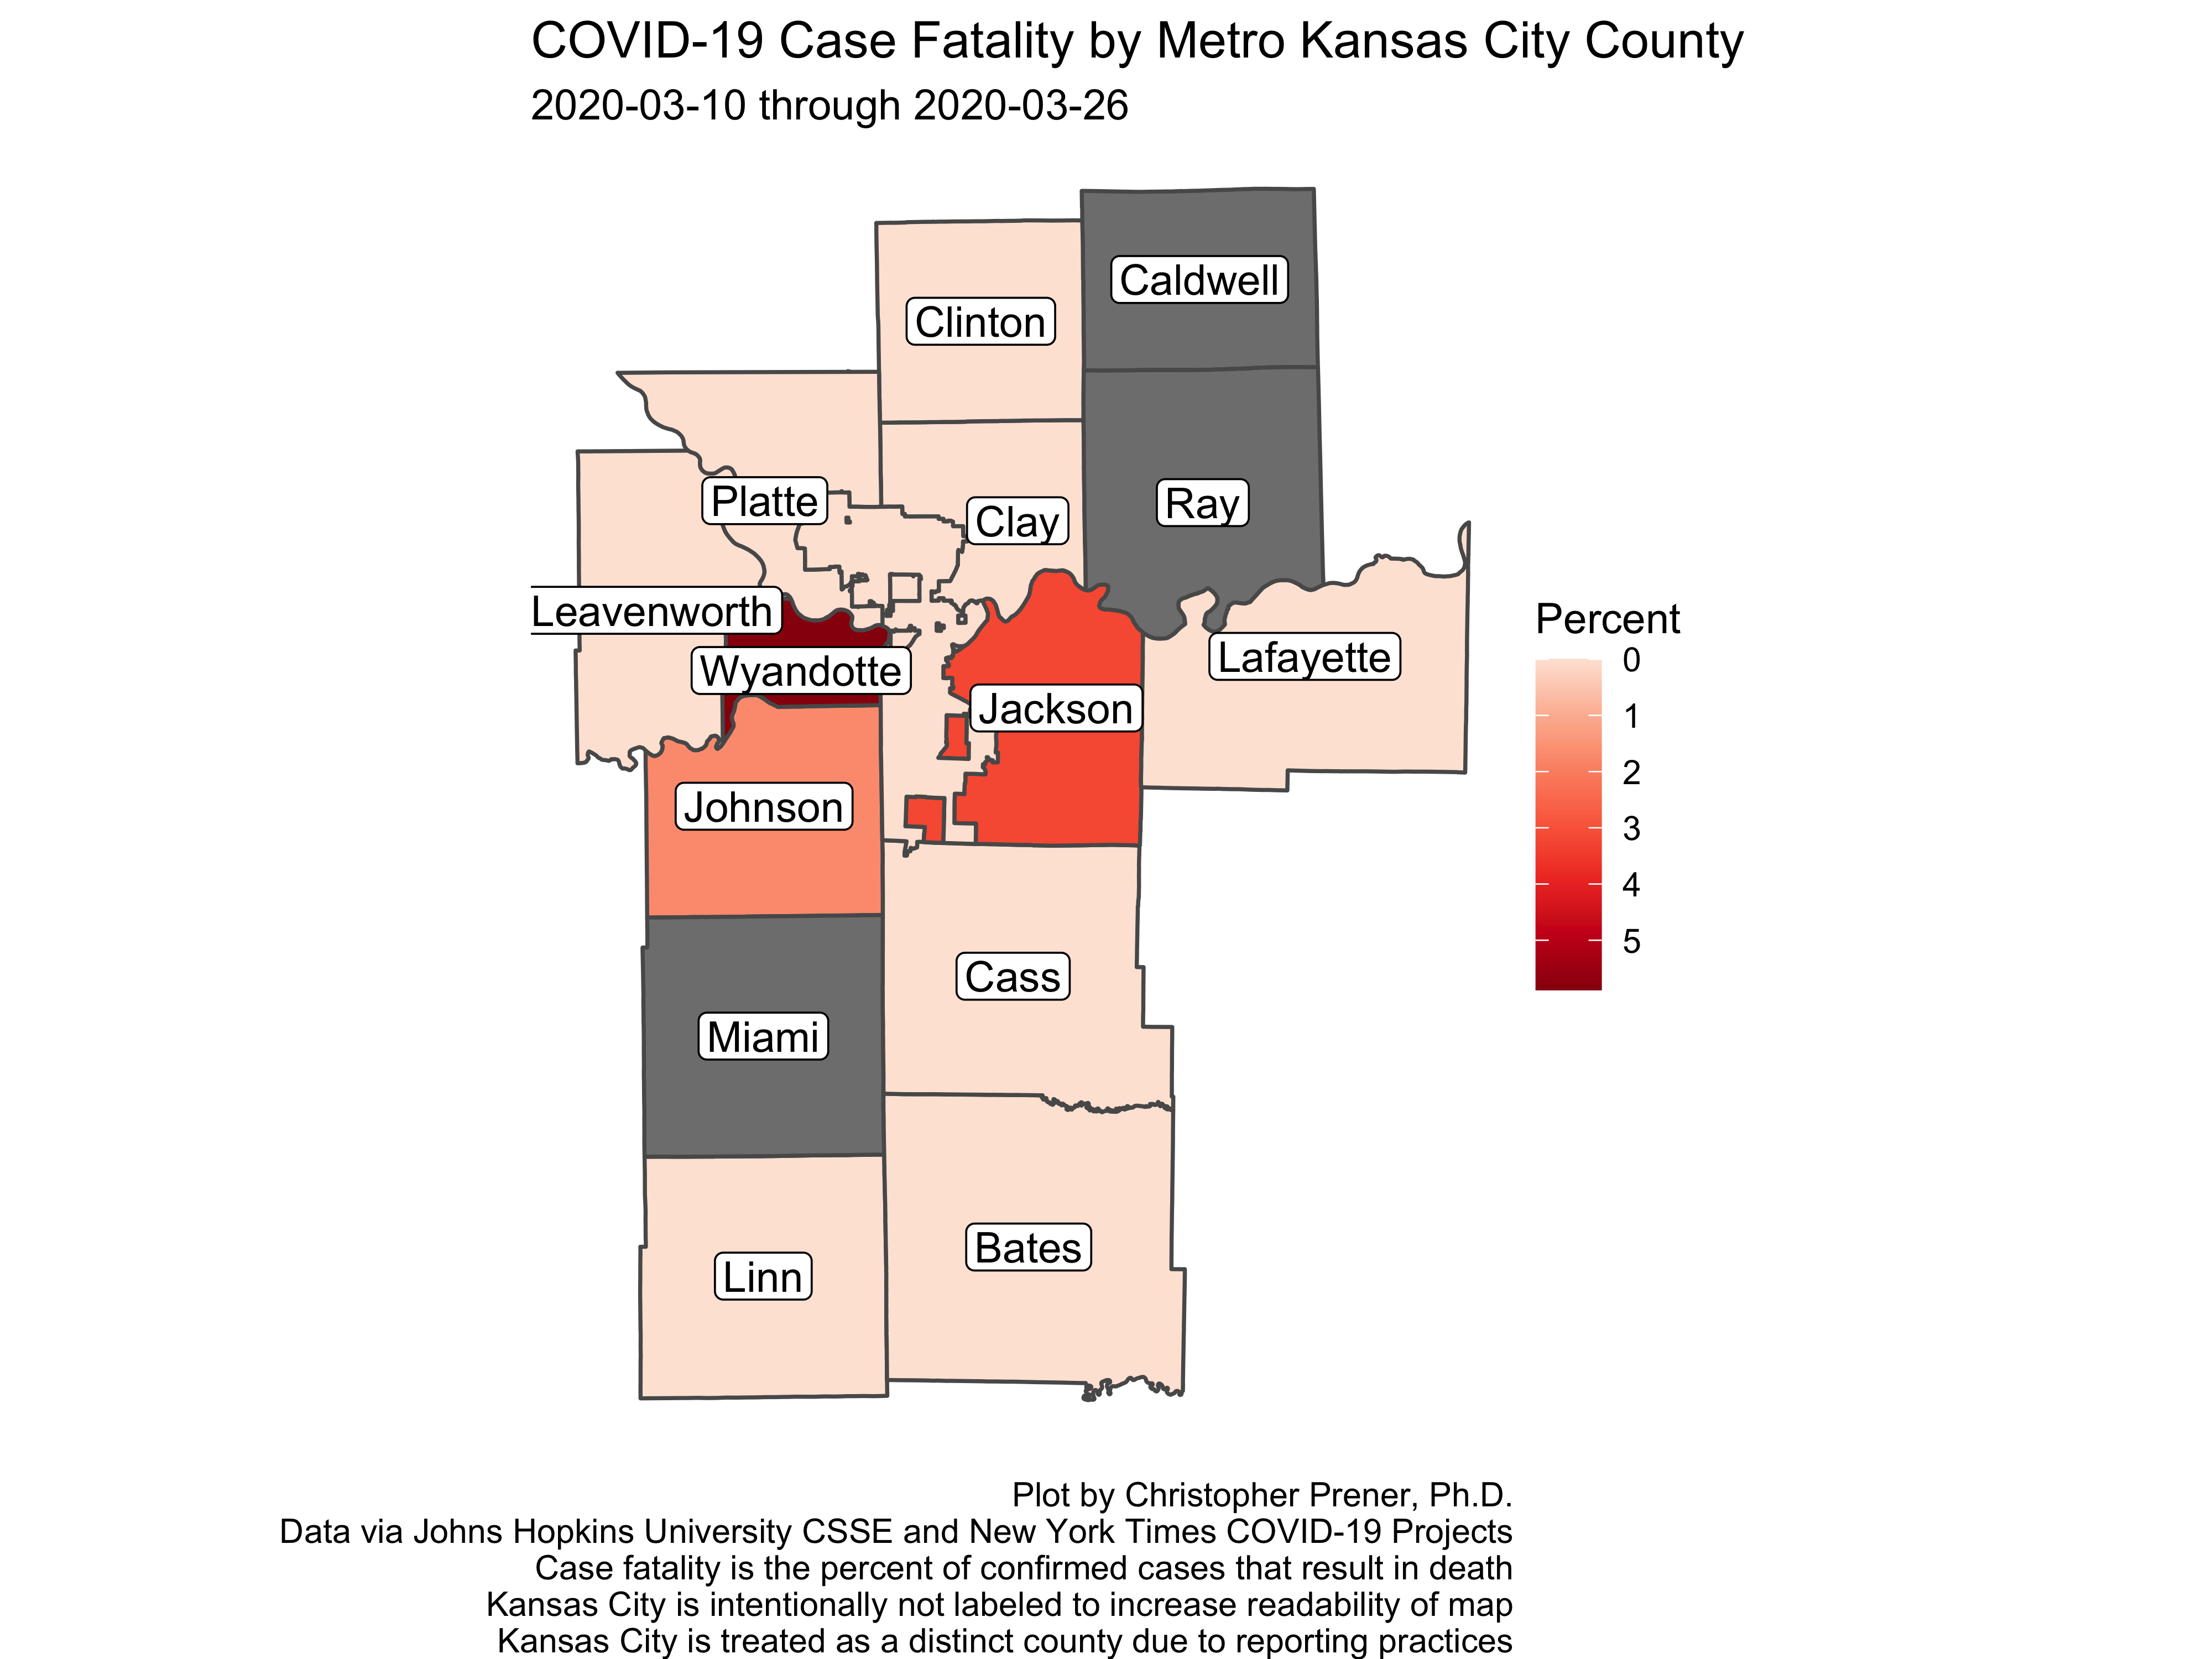 COVID-19 Case Fatality by Metro Kansas City County
2020-03-10 through 2020-03-26
Caldwell
Clinton
Platte
Clay
Ray
Leavenworth
Wyandotte
Lafayette
Jackson
Johnson
Cass
Miami
Bates
Linn
Percent
0
1
2
3
4
5
Plot by Christopher Prener, Ph.D.
Data via Johns Hopkins University CSSE and New York Times COVID-19 Projects
Case fatality is the percent of confirmed cases that result in death
Kansas City is intentionally not labeled to increase readability of map
Kansas City is treated as a distinct county due to reporting practices